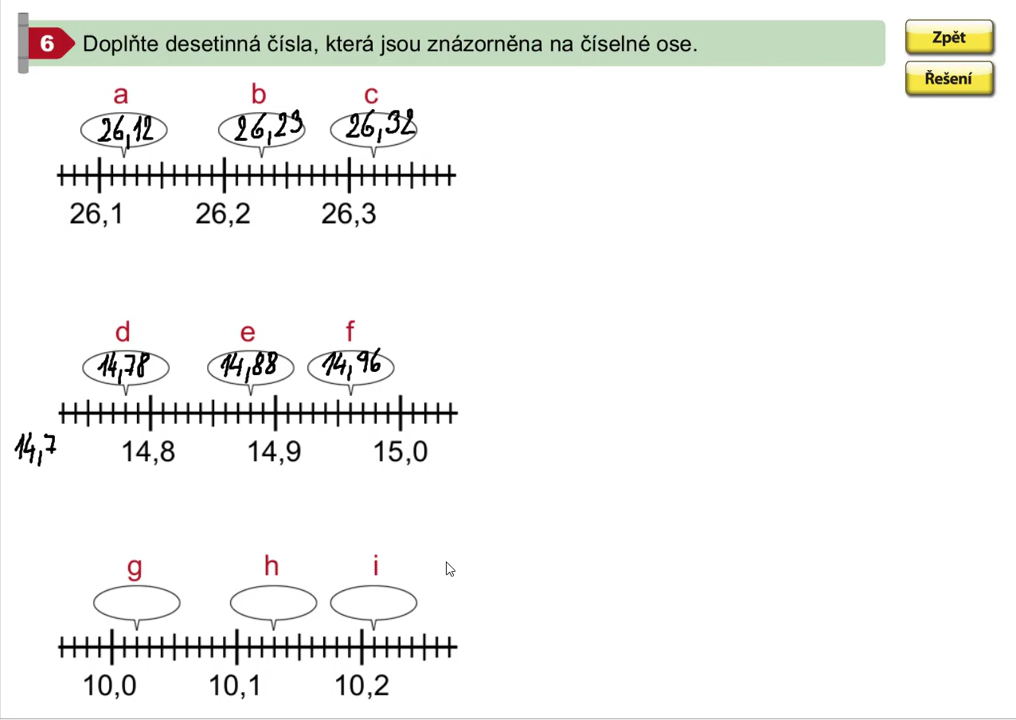 6 Doplňte desetinná čísla, která jsou znázorněna na číselné ose.
Zpět
Řešení
a b c
26,12 26,23 26,32
26,1 26,2 26,3
d e f
14,78 14,88 14,96
14,7 14,8 14,9 15,0
g h i
10,0 10,1 10,2